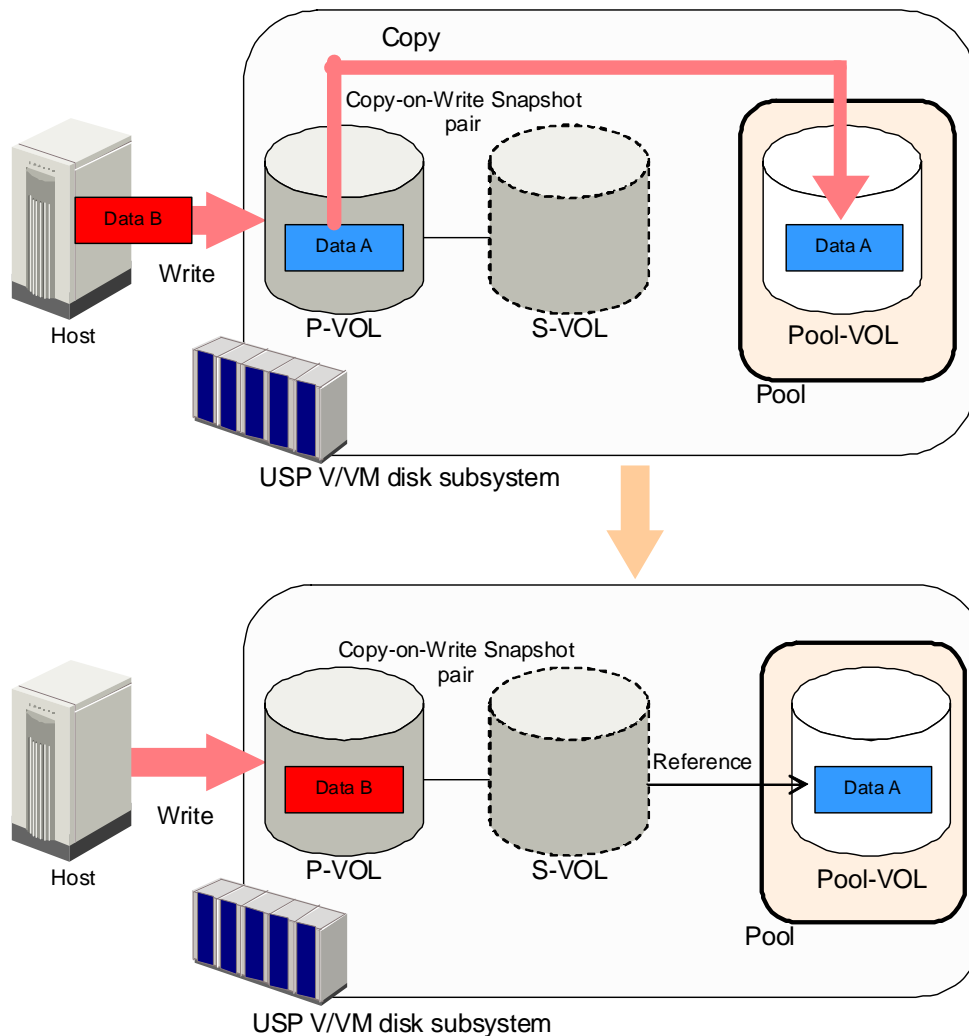 Copy
Copy-on-Write Snapshot
pair
Data B
Data A
Data A
Write
P-VOL
S-VOL
Pool-VOL
Host
Pool
USP V/VM disk subsystem
Copy-on-Write Snapshot
pair
Reference
Data B
Data A
Write
P-VOL
S-VOL
Pool-VOL
Host
Pool
USP V/VM disk subsystem